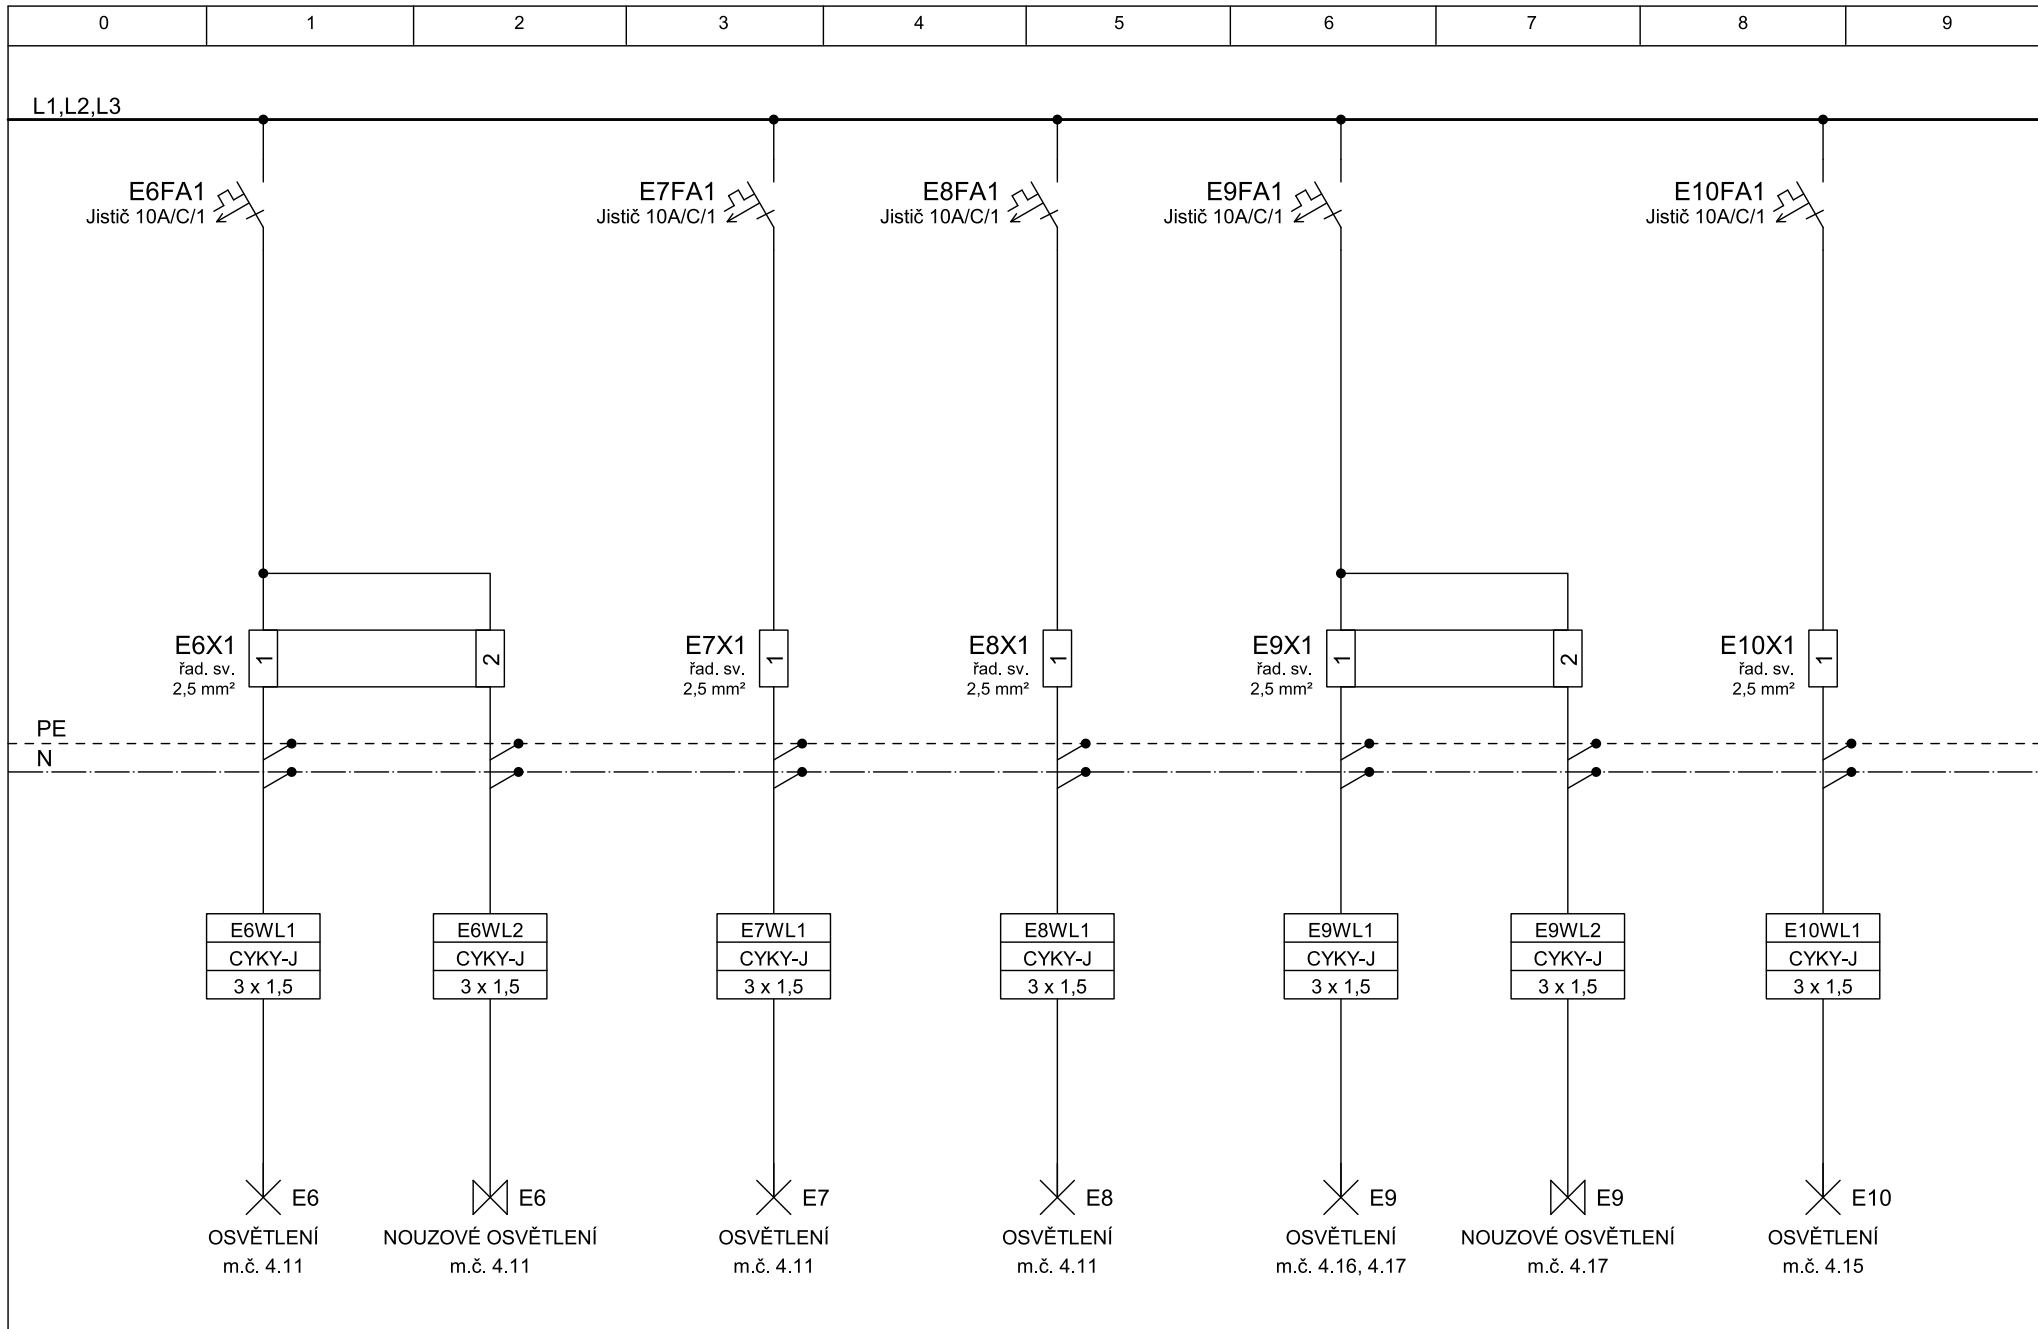 0 1 2 3 4 5 6 7 8 9
L1,L2,L3
E6FA1 E7FA1 E8FA1 E9FA1 E10FA1
Jistič 10A/C/1 Jistič 10A/C/1 Jistič 10A/C/1 Jistič 10A/C/1 Jistič 10A/C/1
E6X1 1 2 E7X1 1 E8X1 1 E9X1 1 2 E10X1 1
řad. sv. řad. sv. řad. sv. řad. sv. řad. sv.
2,5 mm² 2,5 mm² 2,5 mm² 2,5 mm² 2,5 mm²
PE
N
E6WL1 E6WL2 E7WL1 E8WL1 E9WL1 E9WL2 E10WL1
CYKY-J CYKY-J CYKY-J CYKY-J CYKY-J CYKY-J CYKY-J
3 x 1,5 3 x 1,5 3 x 1,5 3 x 1,5 3 x 1,5 3 x 1,5 3 x 1,5
E6 E6 E7 E8 E9 E9 E10
OSVĚTLENÍ NOUZOVÉ OSVĚTLENÍ OSVĚTLENÍ OSVĚTLENÍ OSVĚTLENÍ NOUZOVÉ OSVĚTLENÍ OSVĚTLENÍ
m.č. 4.11 m.č. 4.11 m.č. 4.11 m.č. 4.11 m.č. 4.16, 4.17 m.č. 4.17 m.č. 4.15